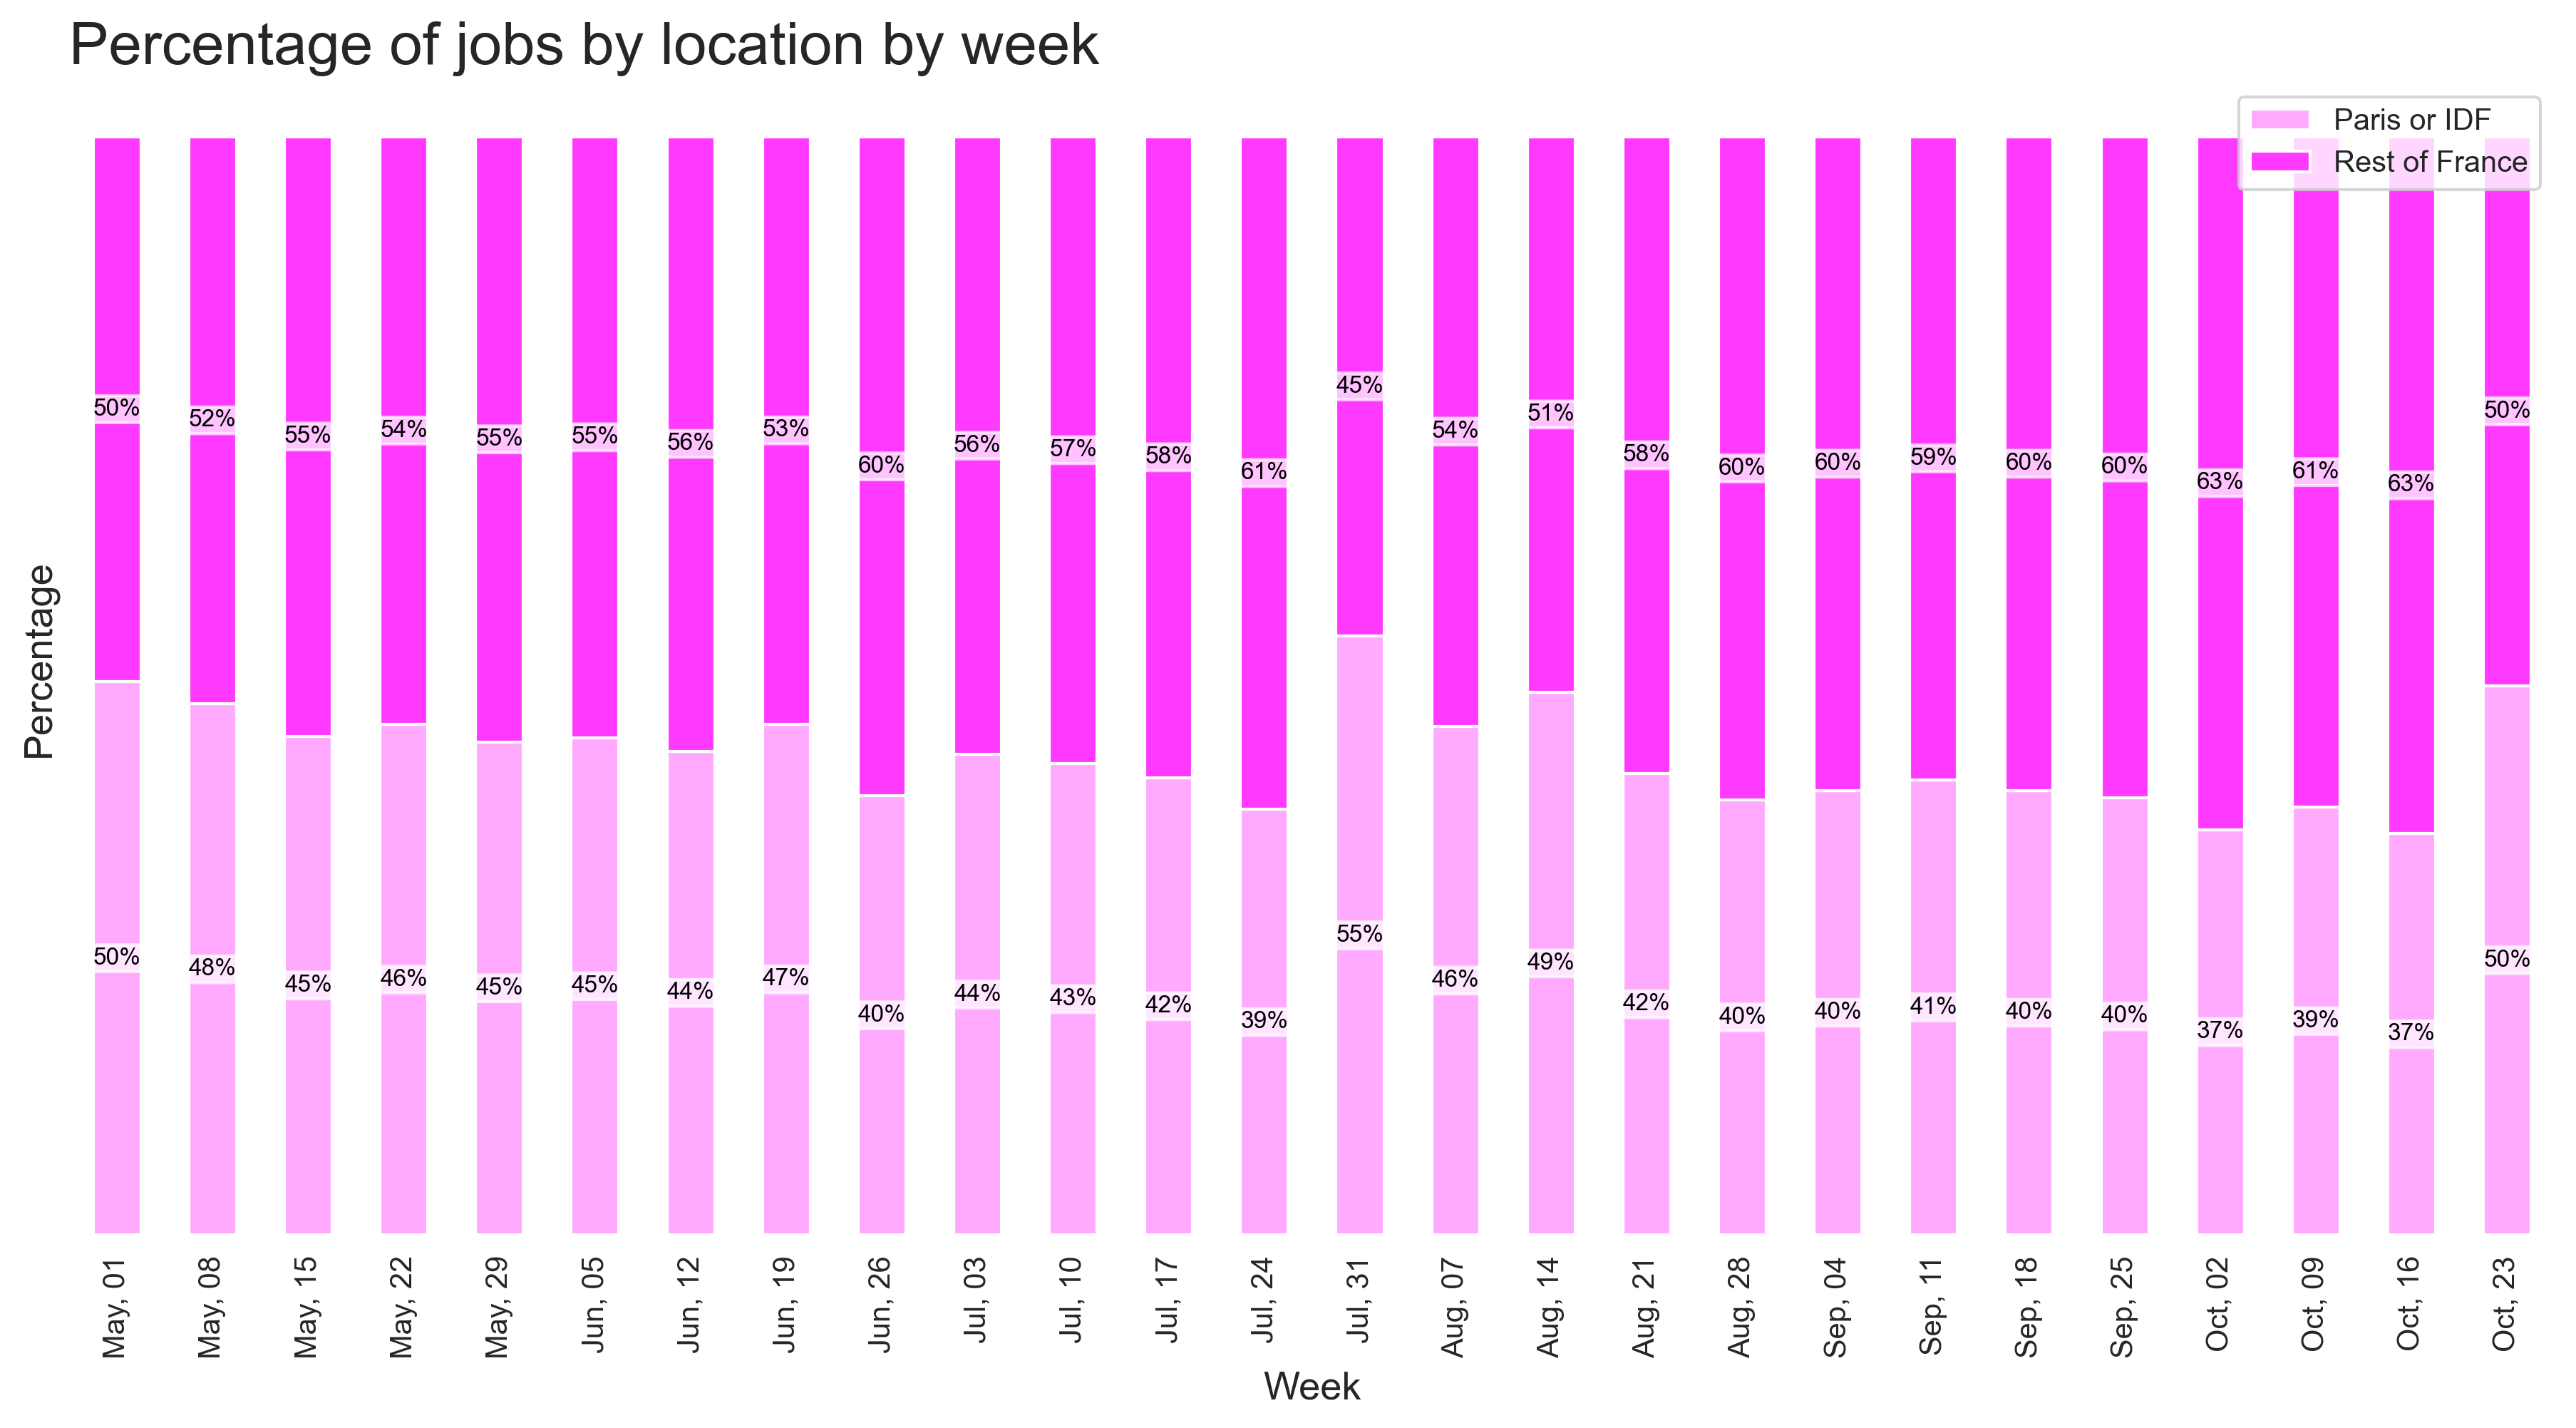 Percentage of jobs by location by week
Paris or IDF
Rest of France
Percentage
50%
52%
55%
54%
55%
55%
56%
53%
60%
56%
57%
58%
61%
45%
54%
51%
58%
60%
60%
59%
60%
60%
63%
61%
63%
50%
50%
48%
45%
46%
45%
45%
44%
47%
40%
44%
43%
42%
39%
55%
46%
49%
42%
40%
40%
41%
40%
40%
37%
39%
37%
50%
May, 01
May, 08
May, 15
May, 22
May, 29
Jun, 05
Jun, 12
Jun, 19
Jun, 26
Jul, 03
Jul, 10
Jul, 17
Jul, 24
Jul, 31
Aug, 07
Aug, 14
Aug, 21
Aug, 28
Sep, 04
Sep, 11
Sep, 18
Sep, 25
Oct, 02
Oct, 09
Oct, 16
Oct, 23
Week